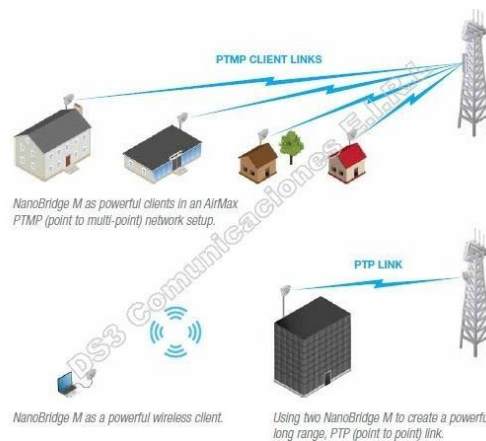 PTMP CLIENT LINKS
NanoBridge M as powerful clients in an AirMax
PTMP (point to multi-point) network setup.
PTP LINK
NanoBridge M as a powerful wireless client.
Using two NanoBridge M to create a powerfu
long range, PTP (point to point) link.
DS3 Comunicaciones E.I.R.L